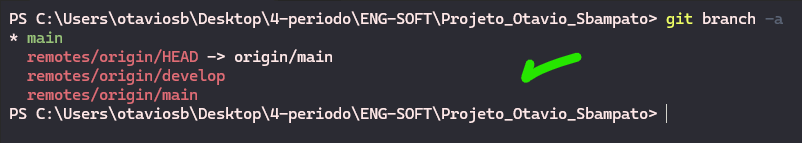 PS C:\Users\otaviosb\Desktop\4-periodo\ENG-SOFT\Projeto_Otavio_Sbampato> git branch -a
* main
  remotes/origin/HEAD -> origin/main
  remotes/origin/develop
  remotes/origin/main
PS C:\Users\otaviosb\Desktop\4-periodo\ENG-SOFT\Projeto_Otavio_Sbampato>